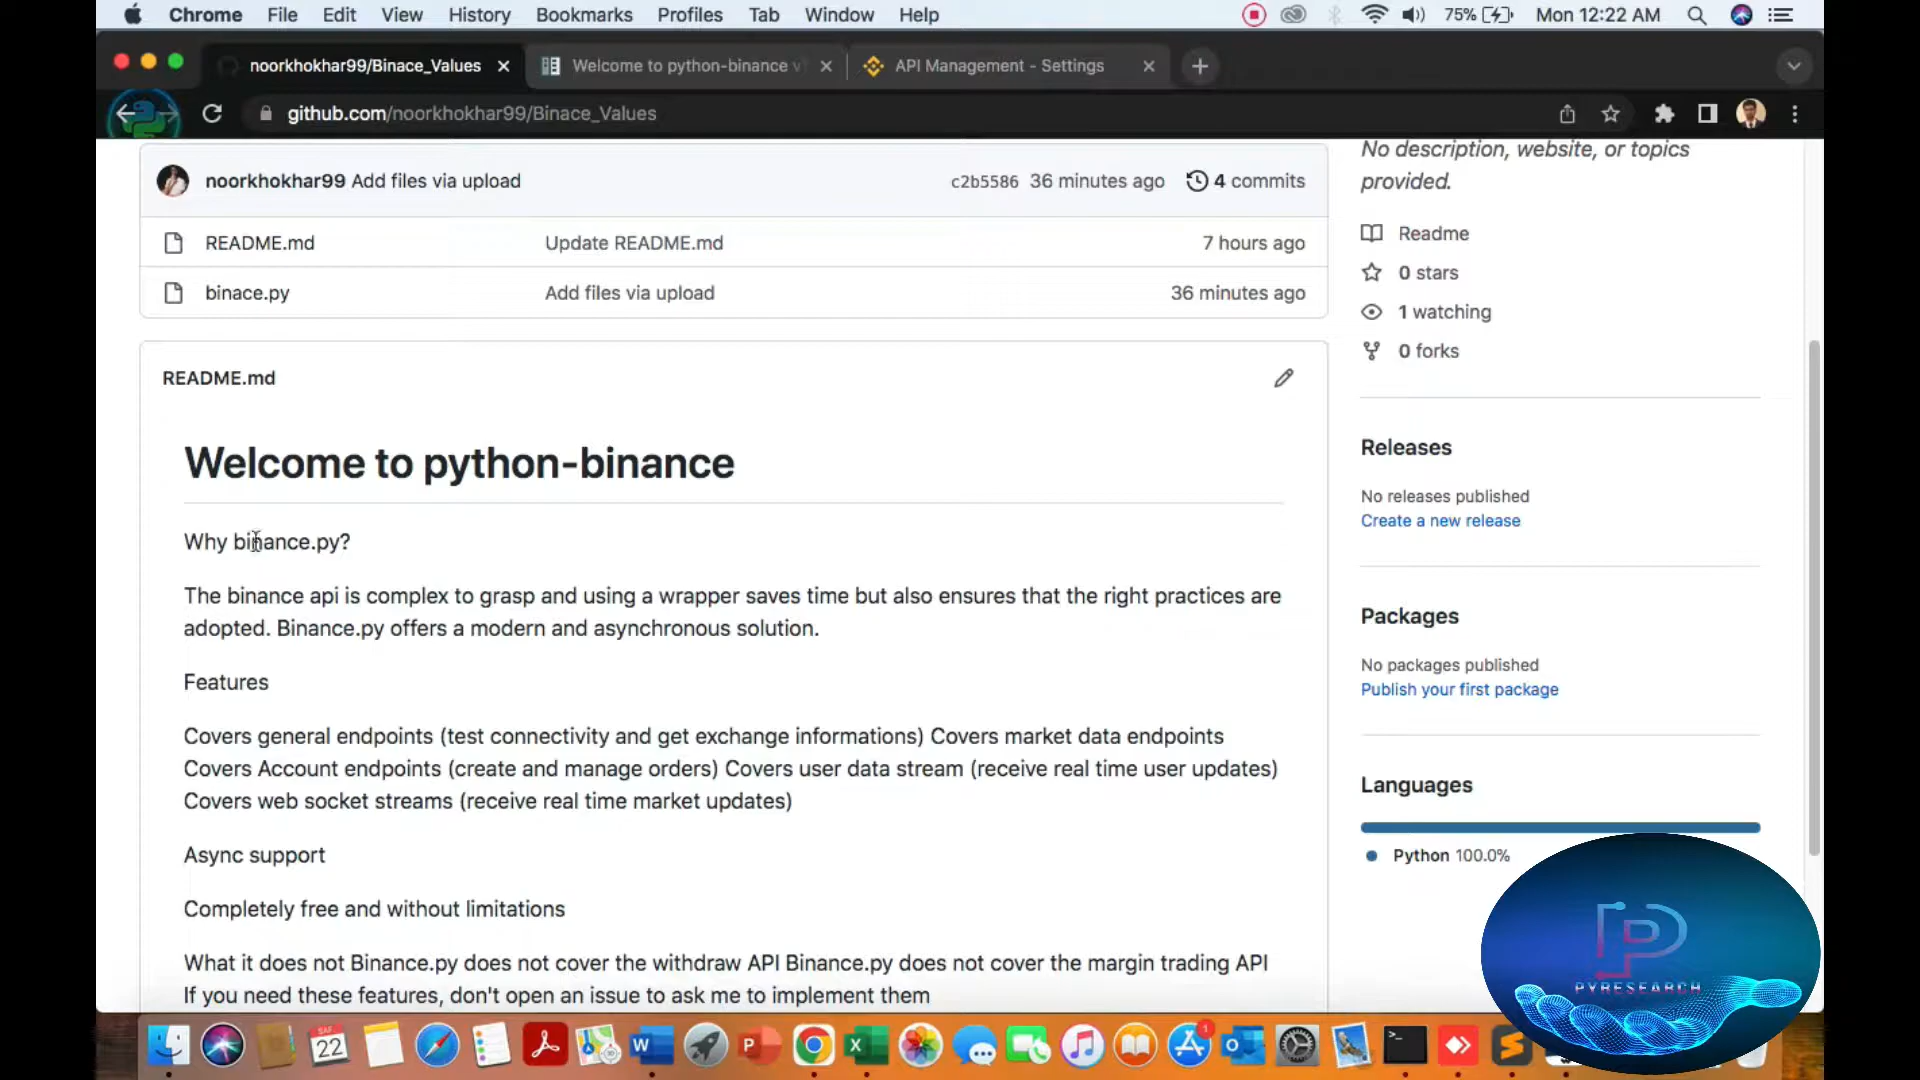 Chrome File Edit View History Bookmarks Profiles Tab Window Help 75% Mon 12:22 AM
noorkhokhar99/Binace_Values Welcome to python-binance v API Management - Settings
github.com/noorkhokhar99/Binace_Values
No description, website, or topics
provided.
noorkhokhar99 Add files via upload c2b5586 36 minutes ago 4 commits
README.md Update README.md 7 hours ago
binace.py Add files via upload 36 minutes ago
Readme
0 stars
1 watching
0 forks
README.md
Welcome to python-binance
Why binance.py?
The binance api is complex to grasp and using a wrapper saves time but also ensures that the right practices are
adopted. Binance.py offers a modern and asynchronous solution.
Features
Covers general endpoints (test connectivity and get exchange informations) Covers market data endpoints
Covers Account endpoints (create and manage orders) Covers user data stream (receive real time user updates)
Covers web socket streams (receive real time market updates)
Async support
Completely free and without limitations
What it does not Binance.py does not cover the withdraw API Binance.py does not cover the margin trading API
If you need these features, don't open an issue to ask me to implement them
Releases
No releases published
Create a new release
Packages
No packages published
Publish your first package
Languages
Python 100.0%
PYRESEARCH
22
1